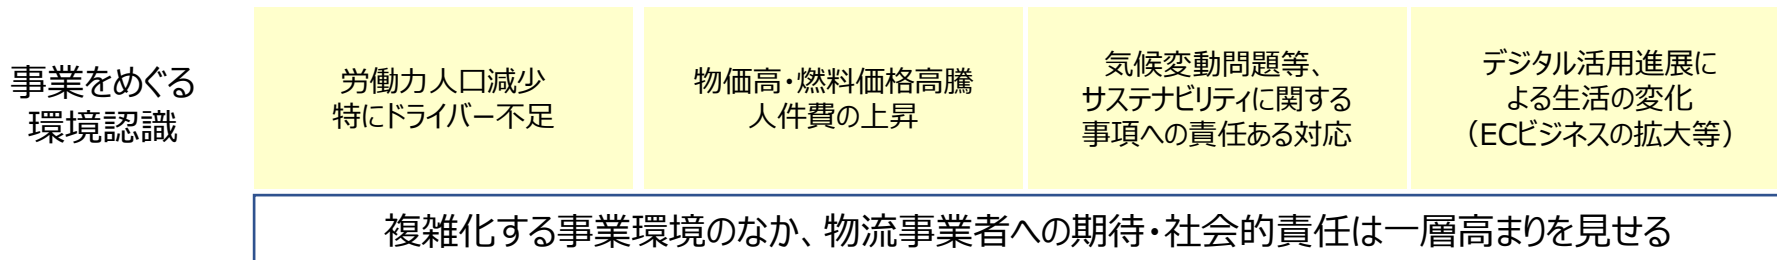 事業をめぐる
環境認識
労働力人口減少
特にドライバー不足
物価高・燃料価格高騰
人件費の上昇
気候変動問題等、
サステナビリティに関する
事項への責任ある対応
デジタル活用進展に
よる生活の変化
（ECビジネスの拡大等）
複雑化する事業環境のなか、物流事業者への期待・社会的責任は一層高まりを見せる